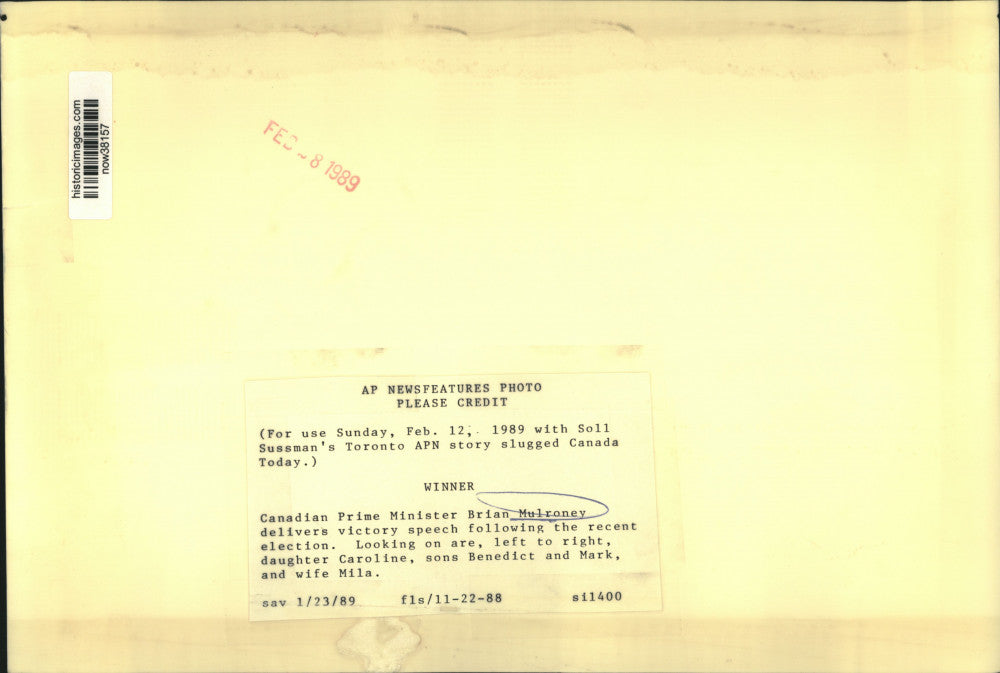 historicimages.com
now38157
8 1989
AP NEWSFEATURES PHOTO
PLEASE CREDIT
(For use Sunday, Feb. 12, 1989 with Soll
Sussman's Toronto APN story slugged Canada
Today.)
WINNER
Canadian Prime Minister Brian Mulroney
delivers victory speech following the recent
election. Looking on are, left to right,
daughter Caroline, sons Benedict and Mark,
and wife Mila.
sav 1/23/89 fls/11-22-88 sil400